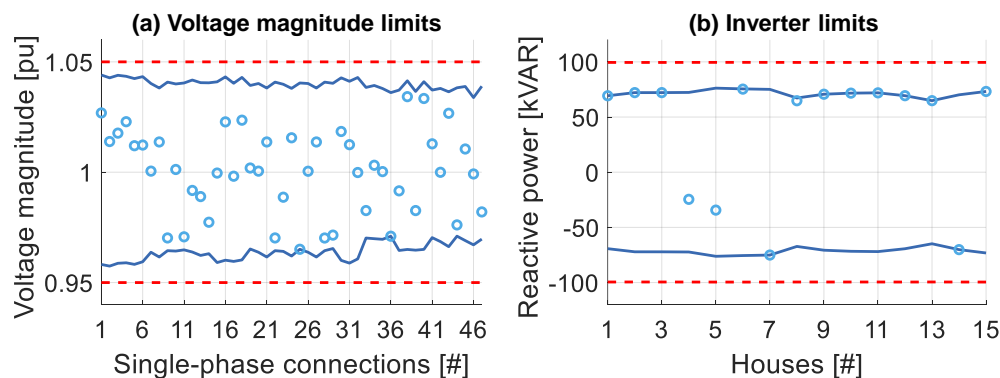 (a) Voltage magnitude limits
Voltage magnitude [pu]
1.05
1
0.95
1 6 11 16 21 26 31 36 41 46
Single-phase connections [#]
(b) Inverter limits
Reactive power [kVAR]
100
50
0
-50
-100
1 3 5 7 9 11 13 15
Houses [#]